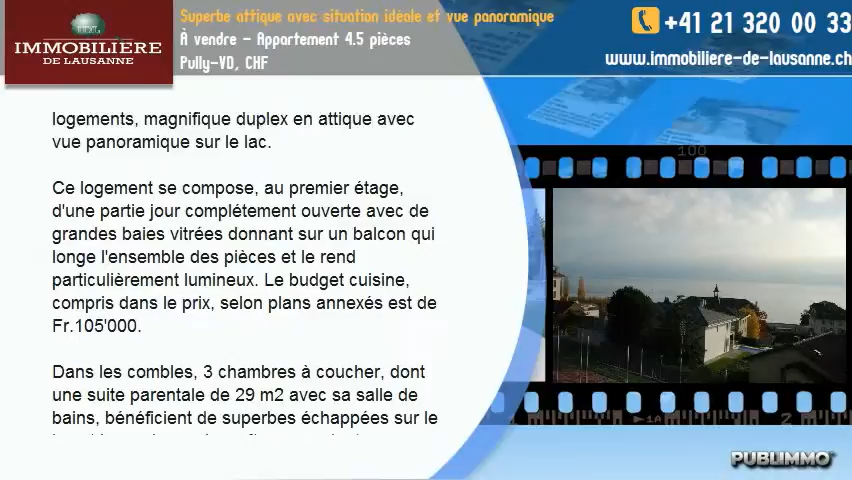 IMMOBILIÈRE
DE LAUSANNE
Superbe attique avec situation idéale et vue panoramique
À vendre - Appartement 4.5 pièces
Pully-VD, CHF
+41 21 320 00 33
www.immobiliere-de-lausanne.ch
logements, magnifique duplex en attique avec
vue panoramique sur le lac.
Ce logement se compose, au premier étage,
d'une partie jour complétement ouverte avec de
grandes baies vitrées donnant sur un balcon qui
longe l'ensemble des pièces et le rend
particulièrement lumineux. Le budget cuisine,
compris dans le prix, selon plans annexés est de
Fr.105'000.
Dans les combles, 3 chambres à coucher, dont
une suite parentale de 29 m2 avec sa salle de
bains, bénéficient de superbes échappées sur le
100
1A
2
PUBLIMMO